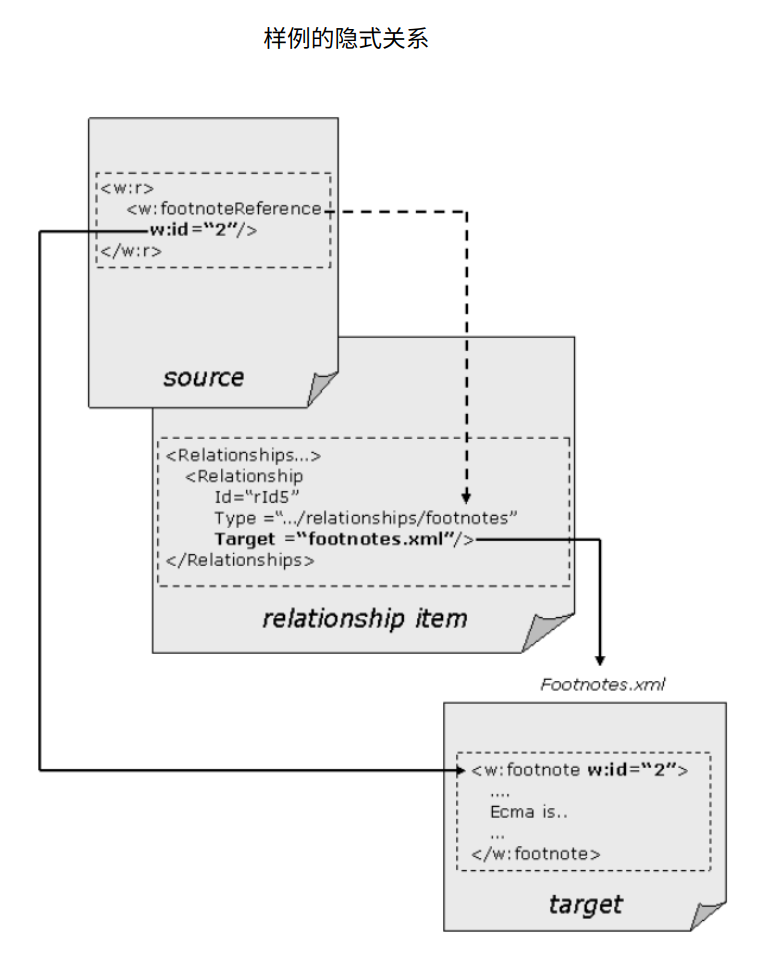 样例的隐式关系
<w:r>
<w:footnoteReference
w:id=“2”/>
</w:r>
source
<Relationships...>
<Relationship
Id=“rId5”
Type =“.../relationships/footnotes”
Target =“footnotes.xml”/>
</Relationships>
relationship item
Footnotes.xml
<w:footnote w:id=“2”>
....
Ecma is..
...
</w:footnote>
target